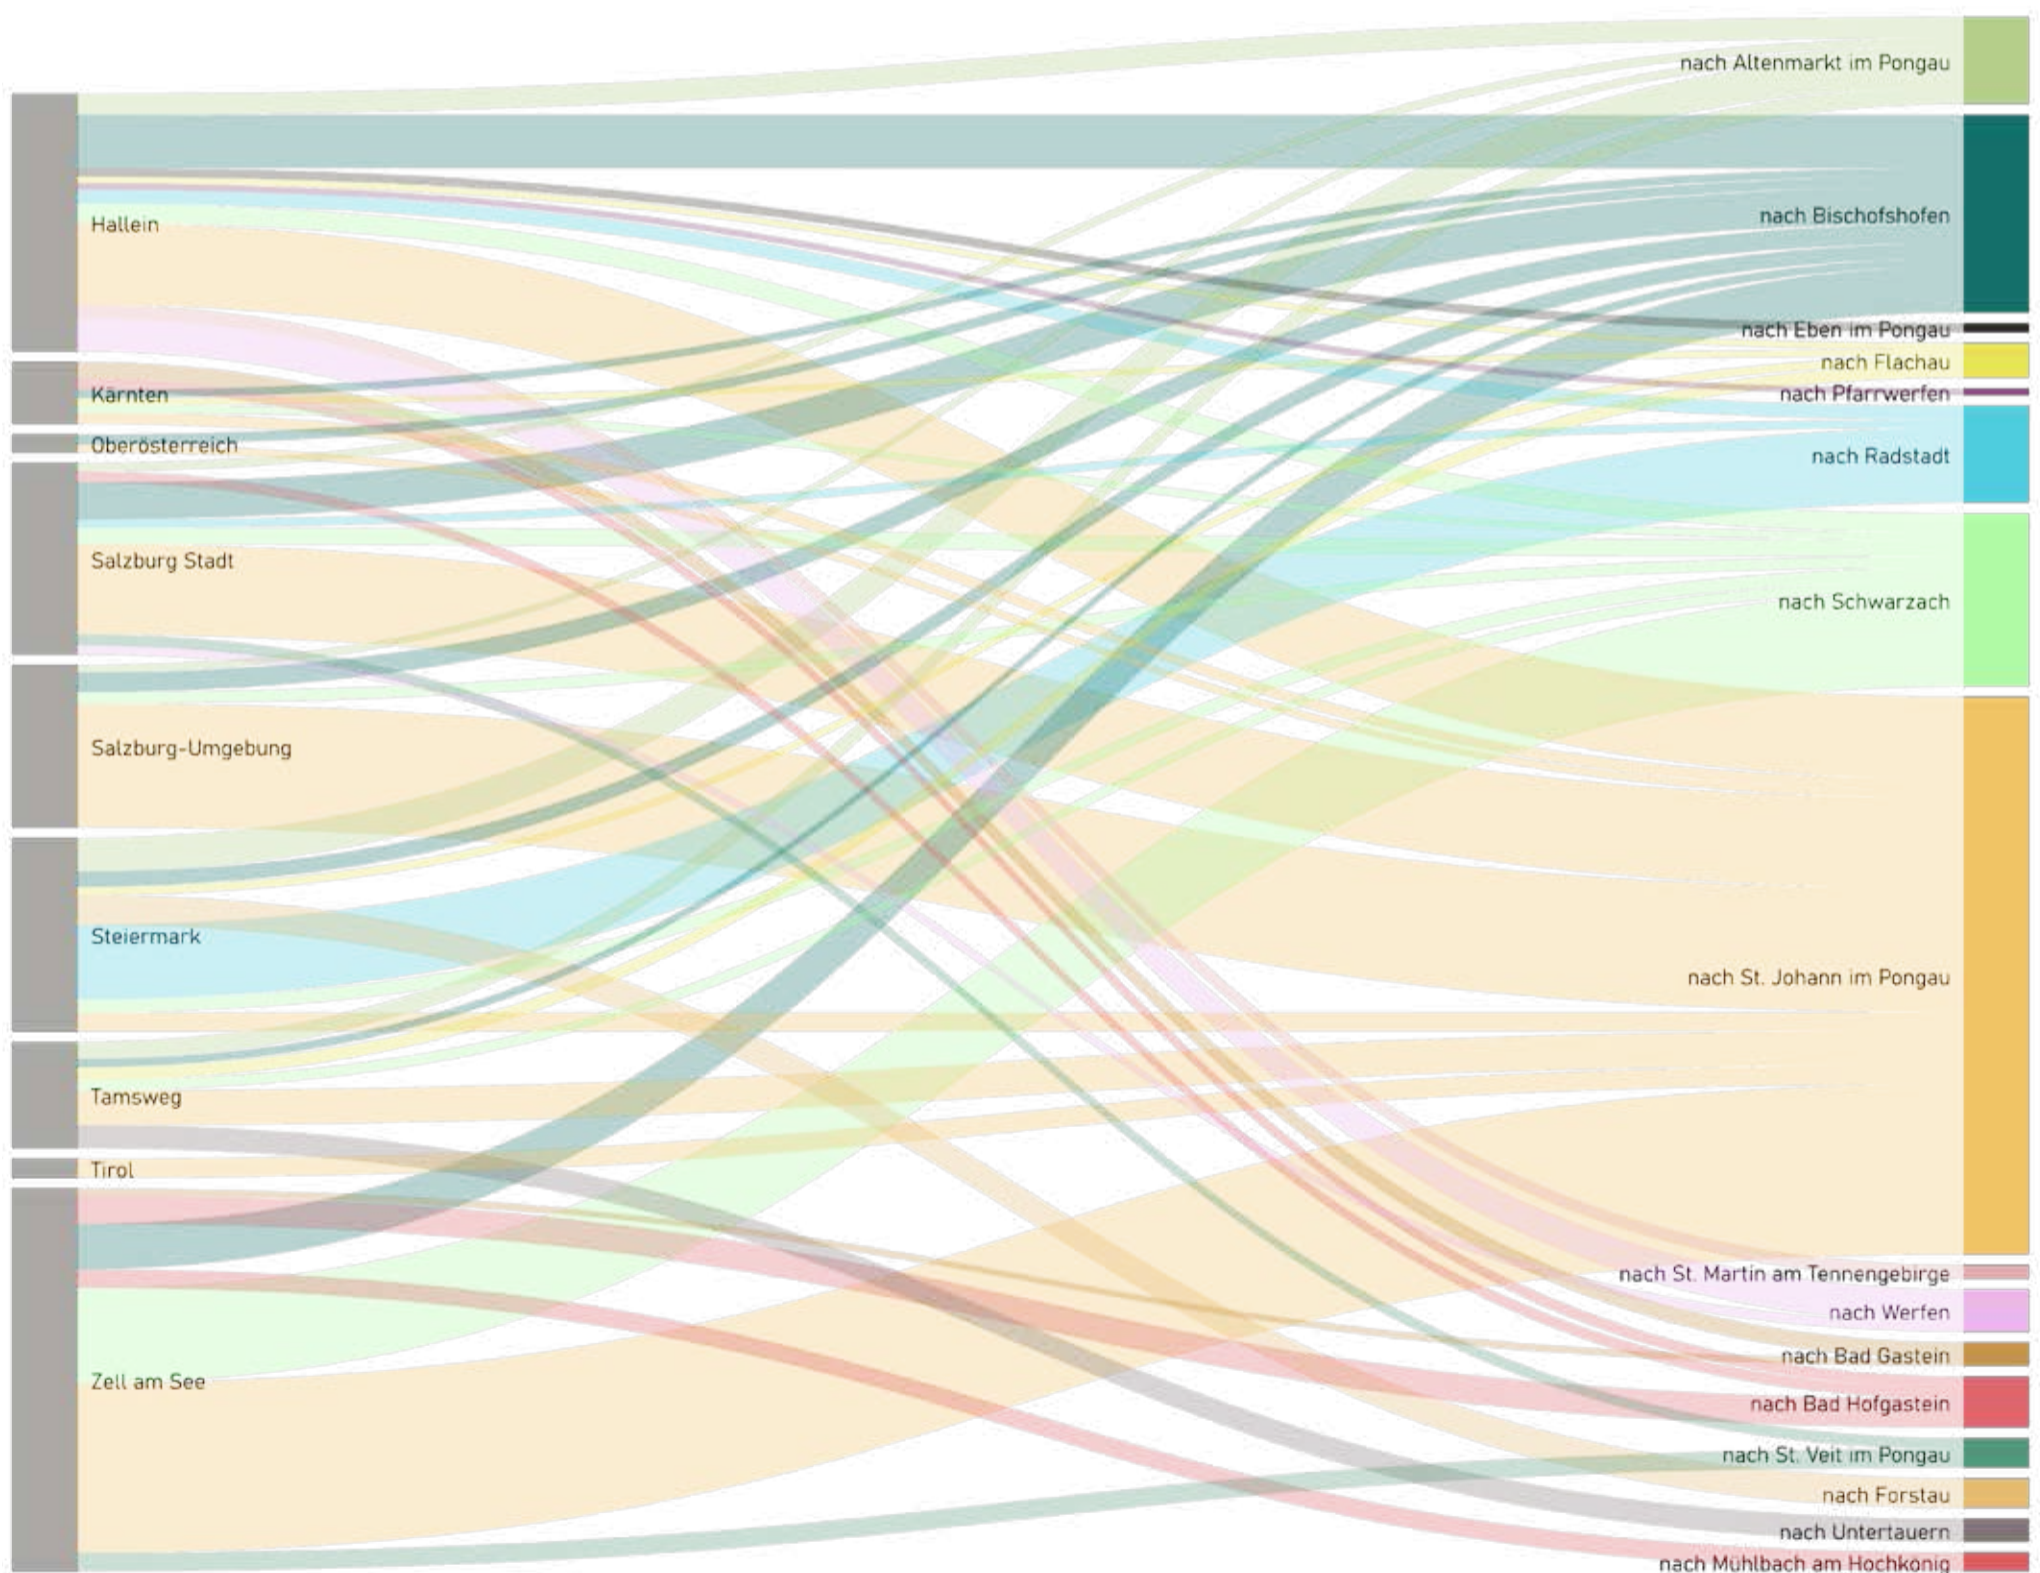 Hallein
Kärnten
Oberösterreich
Salzburg Stadt
Salzburg-Umgebung
Steiermark
Tamsweg
Tirol
Zell am See
nach Altenmarkt im Pongau
nach Bischofshofen
nach Eben im Pongau
nach Flachau
nach Pfarrwerfen
nach Radstadt
nach Schwarzach
nach St. Johann im Pongau
nach St. Martin am Tennengebirge
nach Werfen
nach Bad Gastein
nach Bad Hofgastein
nach St. Veit im Pongau
nach Forstau
nach Untertauern
nach Mühlbach am Hochkönig